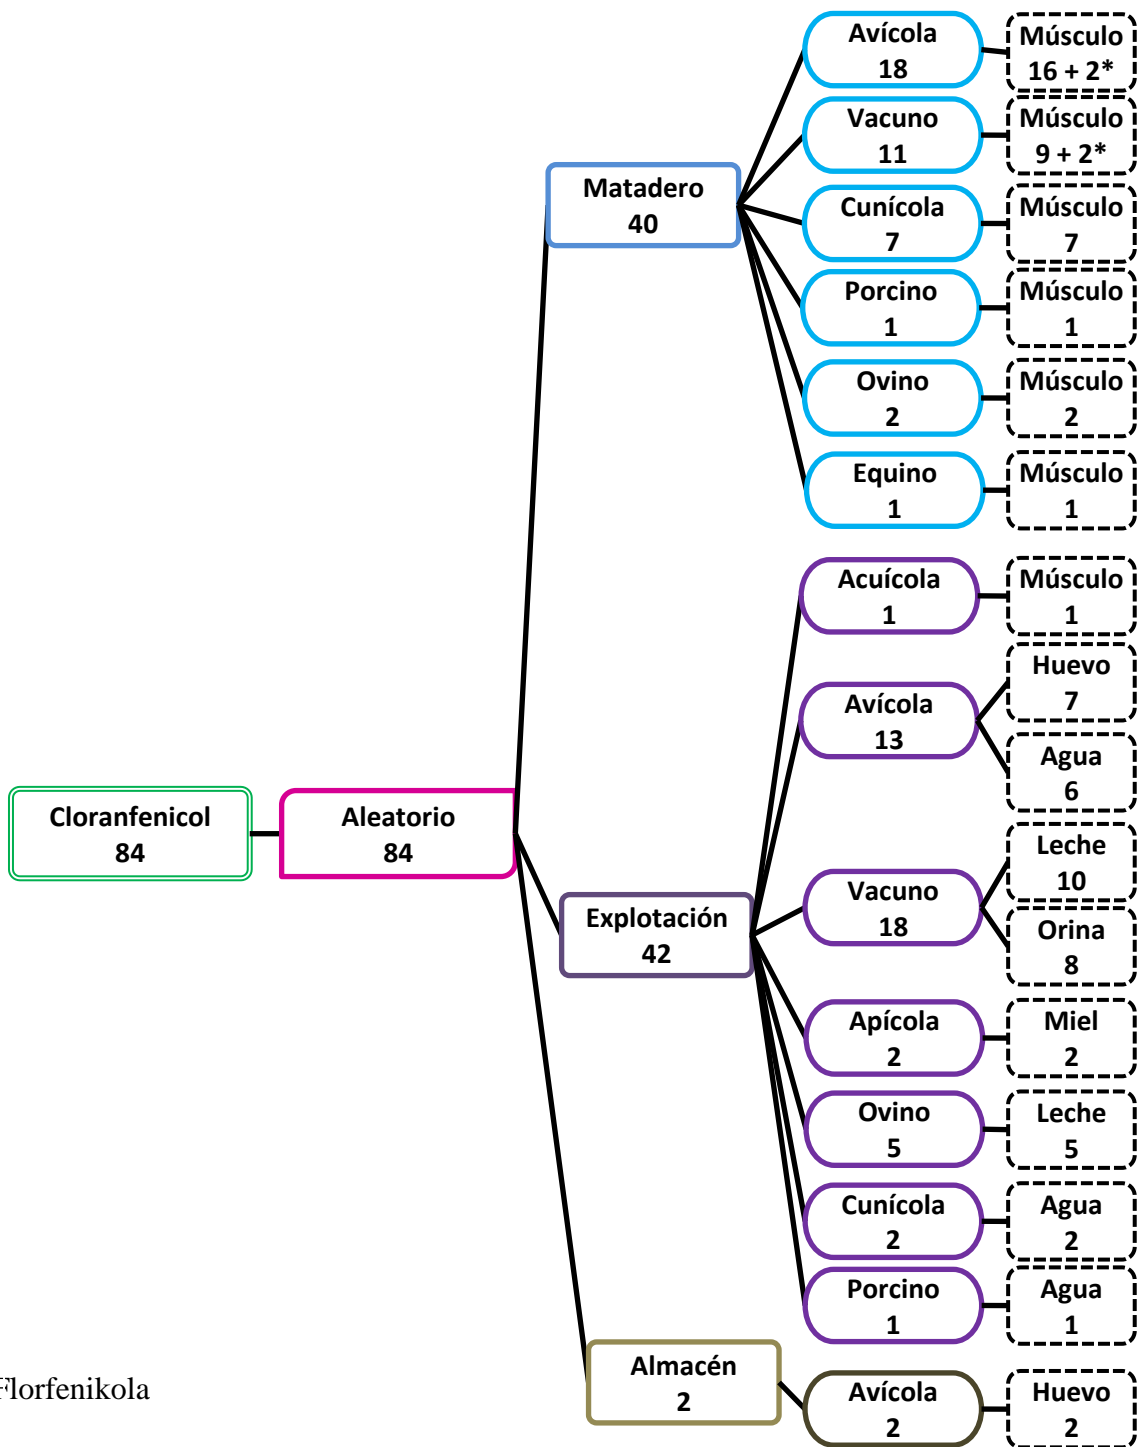 Avícola
18
Músculo
16 + 2*
Vacuno
11
Músculo
9 + 2*
Matadero
40
Cunícola
7
Músculo
7
Porcino
1
Músculo
1
Ovino
2
Músculo
2
Equino
1
Músculo
1
Acuícola
1
Músculo
1
Avícola
13
Huevo
7
Agua
6
Cloranfenicol
84
Aleatorio
84
Explotación
42
Vacuno
18
Leche
10
Orina
8
Apícola
2
Miel
2
Ovino
5
Leche
5
Cunícola
2
Agua
2
Porcino
1
Agua
1
Almacén
2
Avícola
2
Huevo
2
Florfenikola